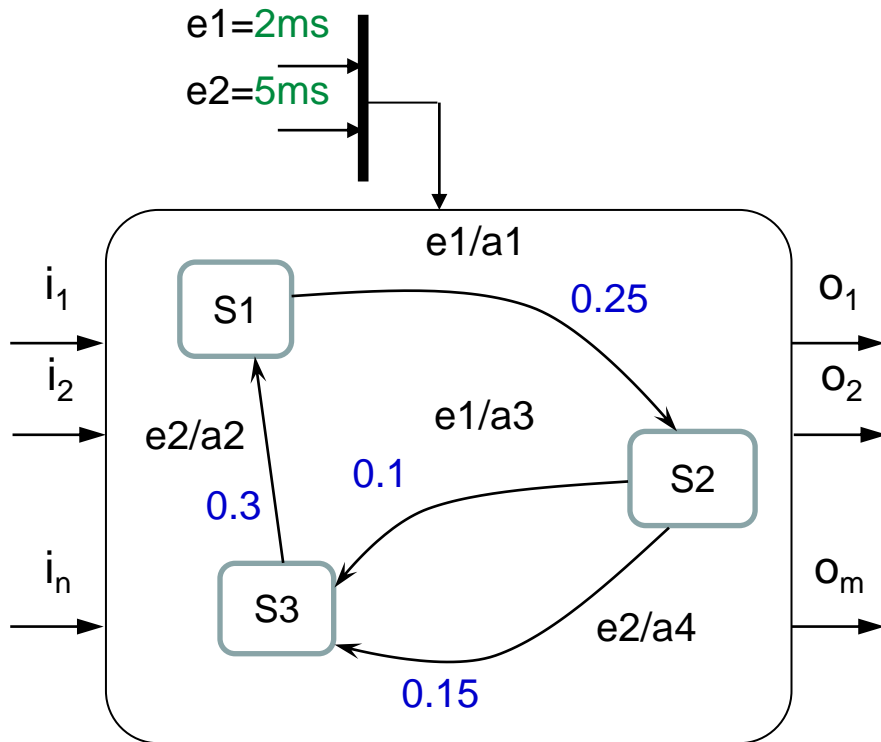 e1=2ms
e2=5ms
e1/a1
i₁
S1
0.25
o₁
i₂
e2/a2
e1/a3
o₂
0.3
0.1
S2
iₙ
S3
e2/a4
oₘ
0.15